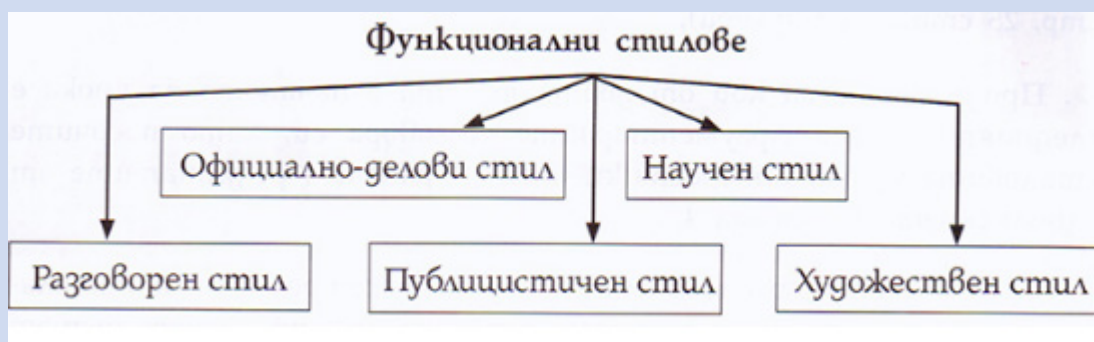 Функционални стилове
Официално-делови стил
Научен стил
Разговорен стил
Публицистичен стил
Художествен стил